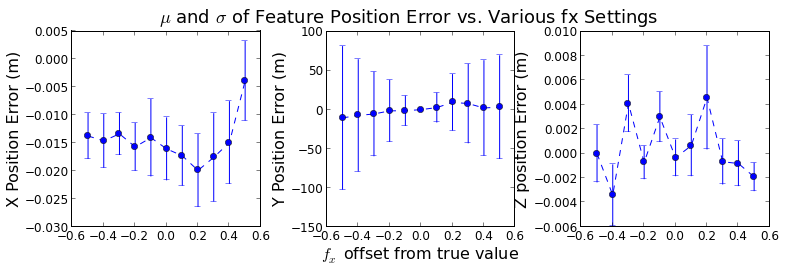 μ and σ of Feature Position Error vs. Various fx Settings
X Position Error (m)
0.005
0.000
−0.005
−0.010
−0.015
−0.020
−0.025
−0.030
−0.6 −0.4 −0.2 0.0 0.2 0.4 0.6
Y Position Error (m)
100
50
0
−50
−100
−150
−0.6 −0.4 −0.2 0.0 0.2 0.4 0.6
Z position Error (m)
0.010
0.008
0.006
0.004
0.002
0.000
−0.002
−0.004
−0.006
−0.6 −0.4 −0.2 0.0 0.2 0.4 0.6
fx offset from true value